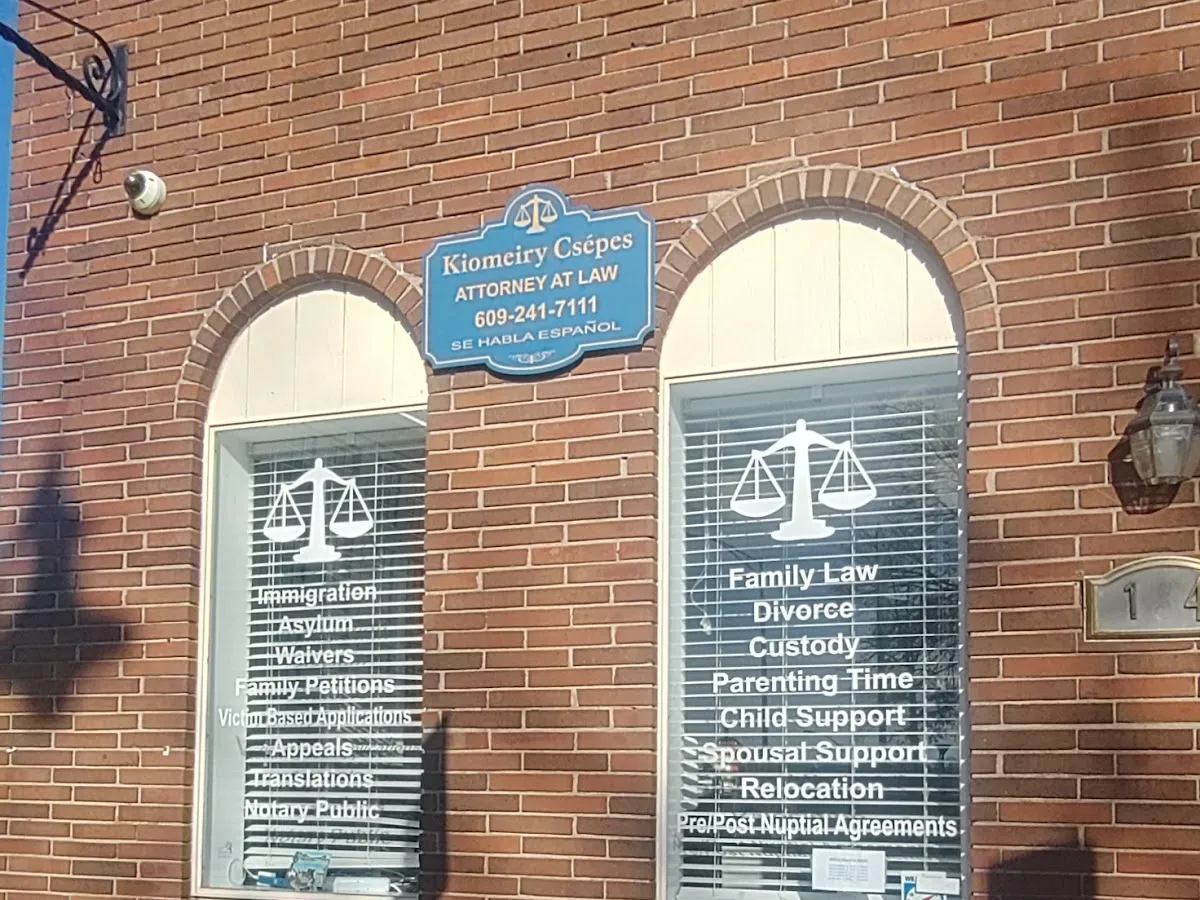 Kiomeiry Csépes
ATTORNEY AT LAW
609-241-7111
SE HABLA ESPAÑOL
Immigration
Asylum
Waivers
Family Petitions
Victim Based Applications
Appeals
Translations
Notary Public
Family Law
Divorce
Custody
Parenting Time
Child Support
Spousal Support
Relocation
Pre/Post Nuptial Agreements